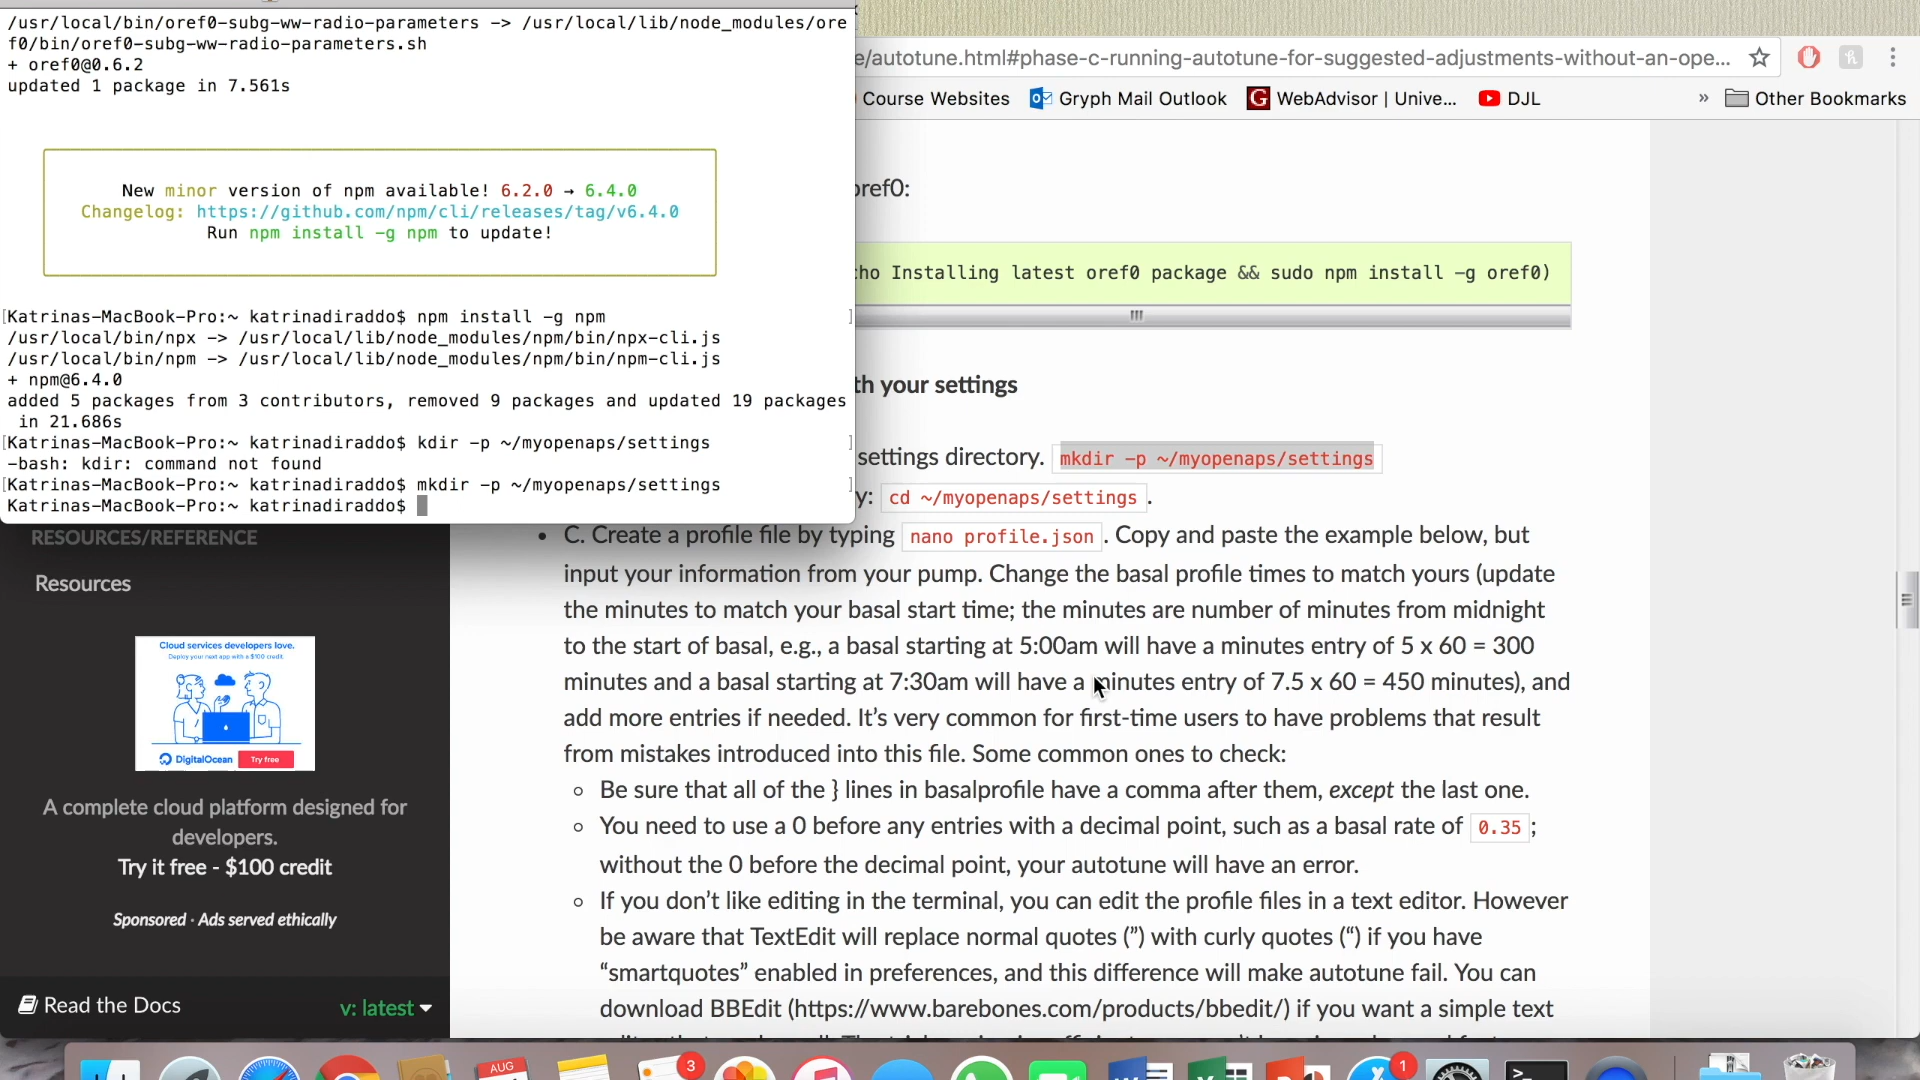 /usr/local/bin/oref0-subg-ww-radio-parameters -> /usr/local/lib/node_modules/ore
f0/bin/oref0-subg-ww-radio-parameters.sh
+ oref0@0.6.2
updated 1 package in 7.561s
New minor version of npm available! 6.2.0 → 6.4.0
Changelog: https://github.com/npm/cli/releases/tag/v6.4.0
Run npm install -g npm to update!
[Katrinas-MacBook-Pro:~ katrinadiraddo$ npm install -g npm ]
/usr/local/bin/npx -> /usr/local/lib/node_modules/npm/bin/npx-cli.js
/usr/local/bin/npm -> /usr/local/lib/node_modules/npm/bin/npm-cli.js
+ npm@6.4.0
added 5 packages from 3 contributors, removed 9 packages and updated 19 packages
in 21.686s
[Katrinas-MacBook-Pro:~ katrinadiraddo$ kdir -p ~/myopenaps/settings ]
-bash: kdir: command not found
[Katrinas-MacBook-Pro:~ katrinadiraddo$ mkdir -p ~/myopenaps/settings ]
Katrinas-MacBook-Pro:~ katrinadiraddo$
e/autotune.html#phase-c-running-autotune-for-suggested-adjustments-without-an-ope...
Course Websites Gryph Mail Outlook WebAdvisor | Unive... DJL » Other Bookmarks
oref0:
cho Installing latest oref0 package && sudo npm install -g oref0)
th your settings
settings directory. mkdir -p ~/myopenaps/settings
y: cd ~/myopenaps/settings .
• C. Create a profile file by typing nano profile.json . Copy and paste the example below, but
input your information from your pump. Change the basal profile times to match yours (update
the minutes to match your basal start time; the minutes are number of minutes from midnight
to the start of basal, e.g., a basal starting at 5:00am will have a minutes entry of 5 x 60 = 300
minutes and a basal starting at 7:30am will have a minutes entry of 7.5 x 60 = 450 minutes), and
add more entries if needed. It’s very common for first-time users to have problems that result
from mistakes introduced into this file. Some common ones to check:
Be sure that all of the } lines in basalprofile have a comma after them, except the last one.
You need to use a 0 before any entries with a decimal point, such as a basal rate of 0.35 ;
without the 0 before the decimal point, your autotune will have an error.
If you don’t like editing in the terminal, you can edit the profile files in a text editor. However
be aware that TextEdit will replace normal quotes (”) with curly quotes (“) if you have
“smartquotes” enabled in preferences, and this difference will make autotune fail. You can
download BBEdit (https://www.barebones.com/products/bbedit/) if you want a simple text
RESOURCES/REFERENCE
Resources
Cloud services developers love.
Deploy your next app with a $100 credit.
DigitalOcean Try free
A complete cloud platform designed for
developers.
Try it free - $100 credit
Sponsored · Ads served ethically
Read the Docs v: latest
AUG
3
1